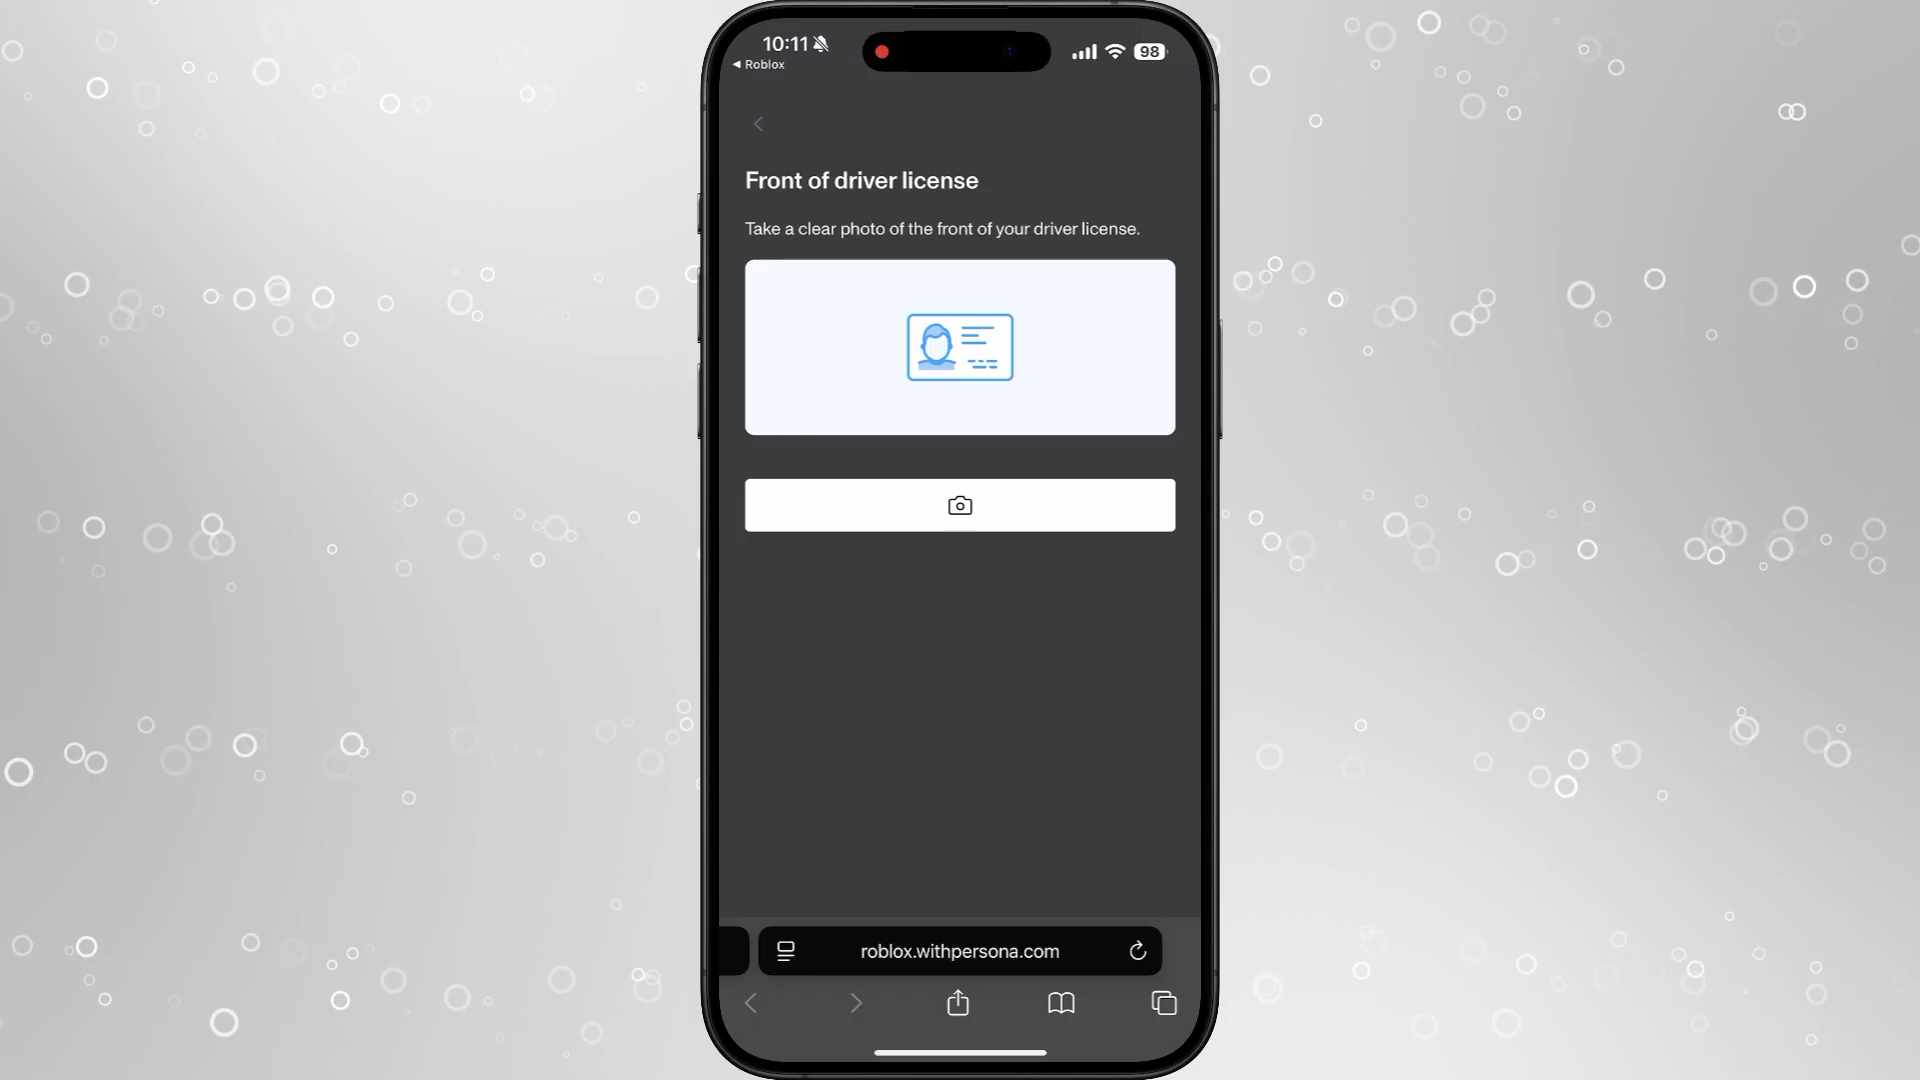 10:11
98
Roblox
Front of driver license
Take a clear photo of the front of your driver license.
roblox.withpersona.com